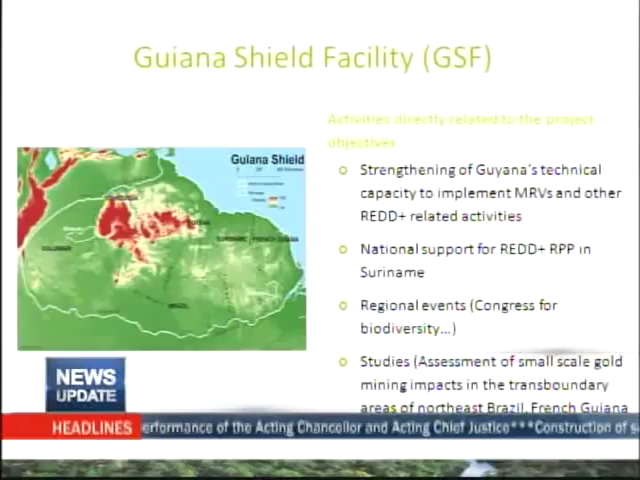 Guiana Shield Facility (GSF)
Activities directly related to the project
objectives
Guiana Shield
COLOMBIA
SURINAME
FRENCH GUIANA
BRAZIL
o Strengthening of Guyana's technical
capacity to implement MRVs and other
REDD+ related activities
o National support for REDD+ RPP in
Suriname
o Regional events (Congress for
biodiversity...)
o Studies (Assessment of small scale gold
mining impacts in the transboundary
areas of northeast Brazil, French Guiana
NEWS
UPDATE
HEADLINES erformance of the Acting Chancellor and Acting Chief Justice***Construction of